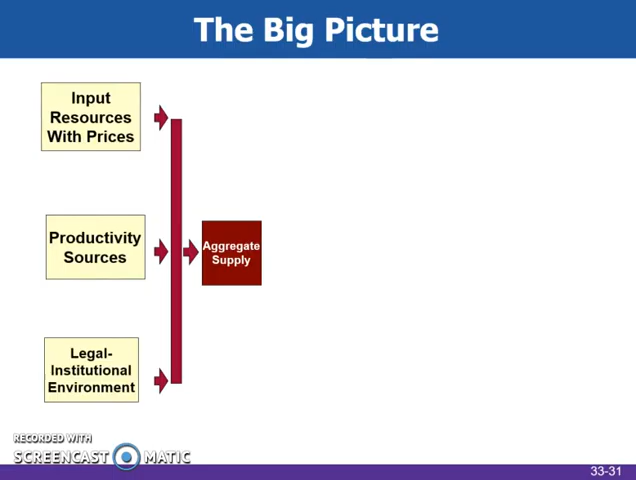 The Big Picture
Input
Resources
With Prices
Productivity
Sources
Aggregate
Supply
Legal-
Institutional
Environment
RECORDED WITH
SCREENCAST MATIC
33-31